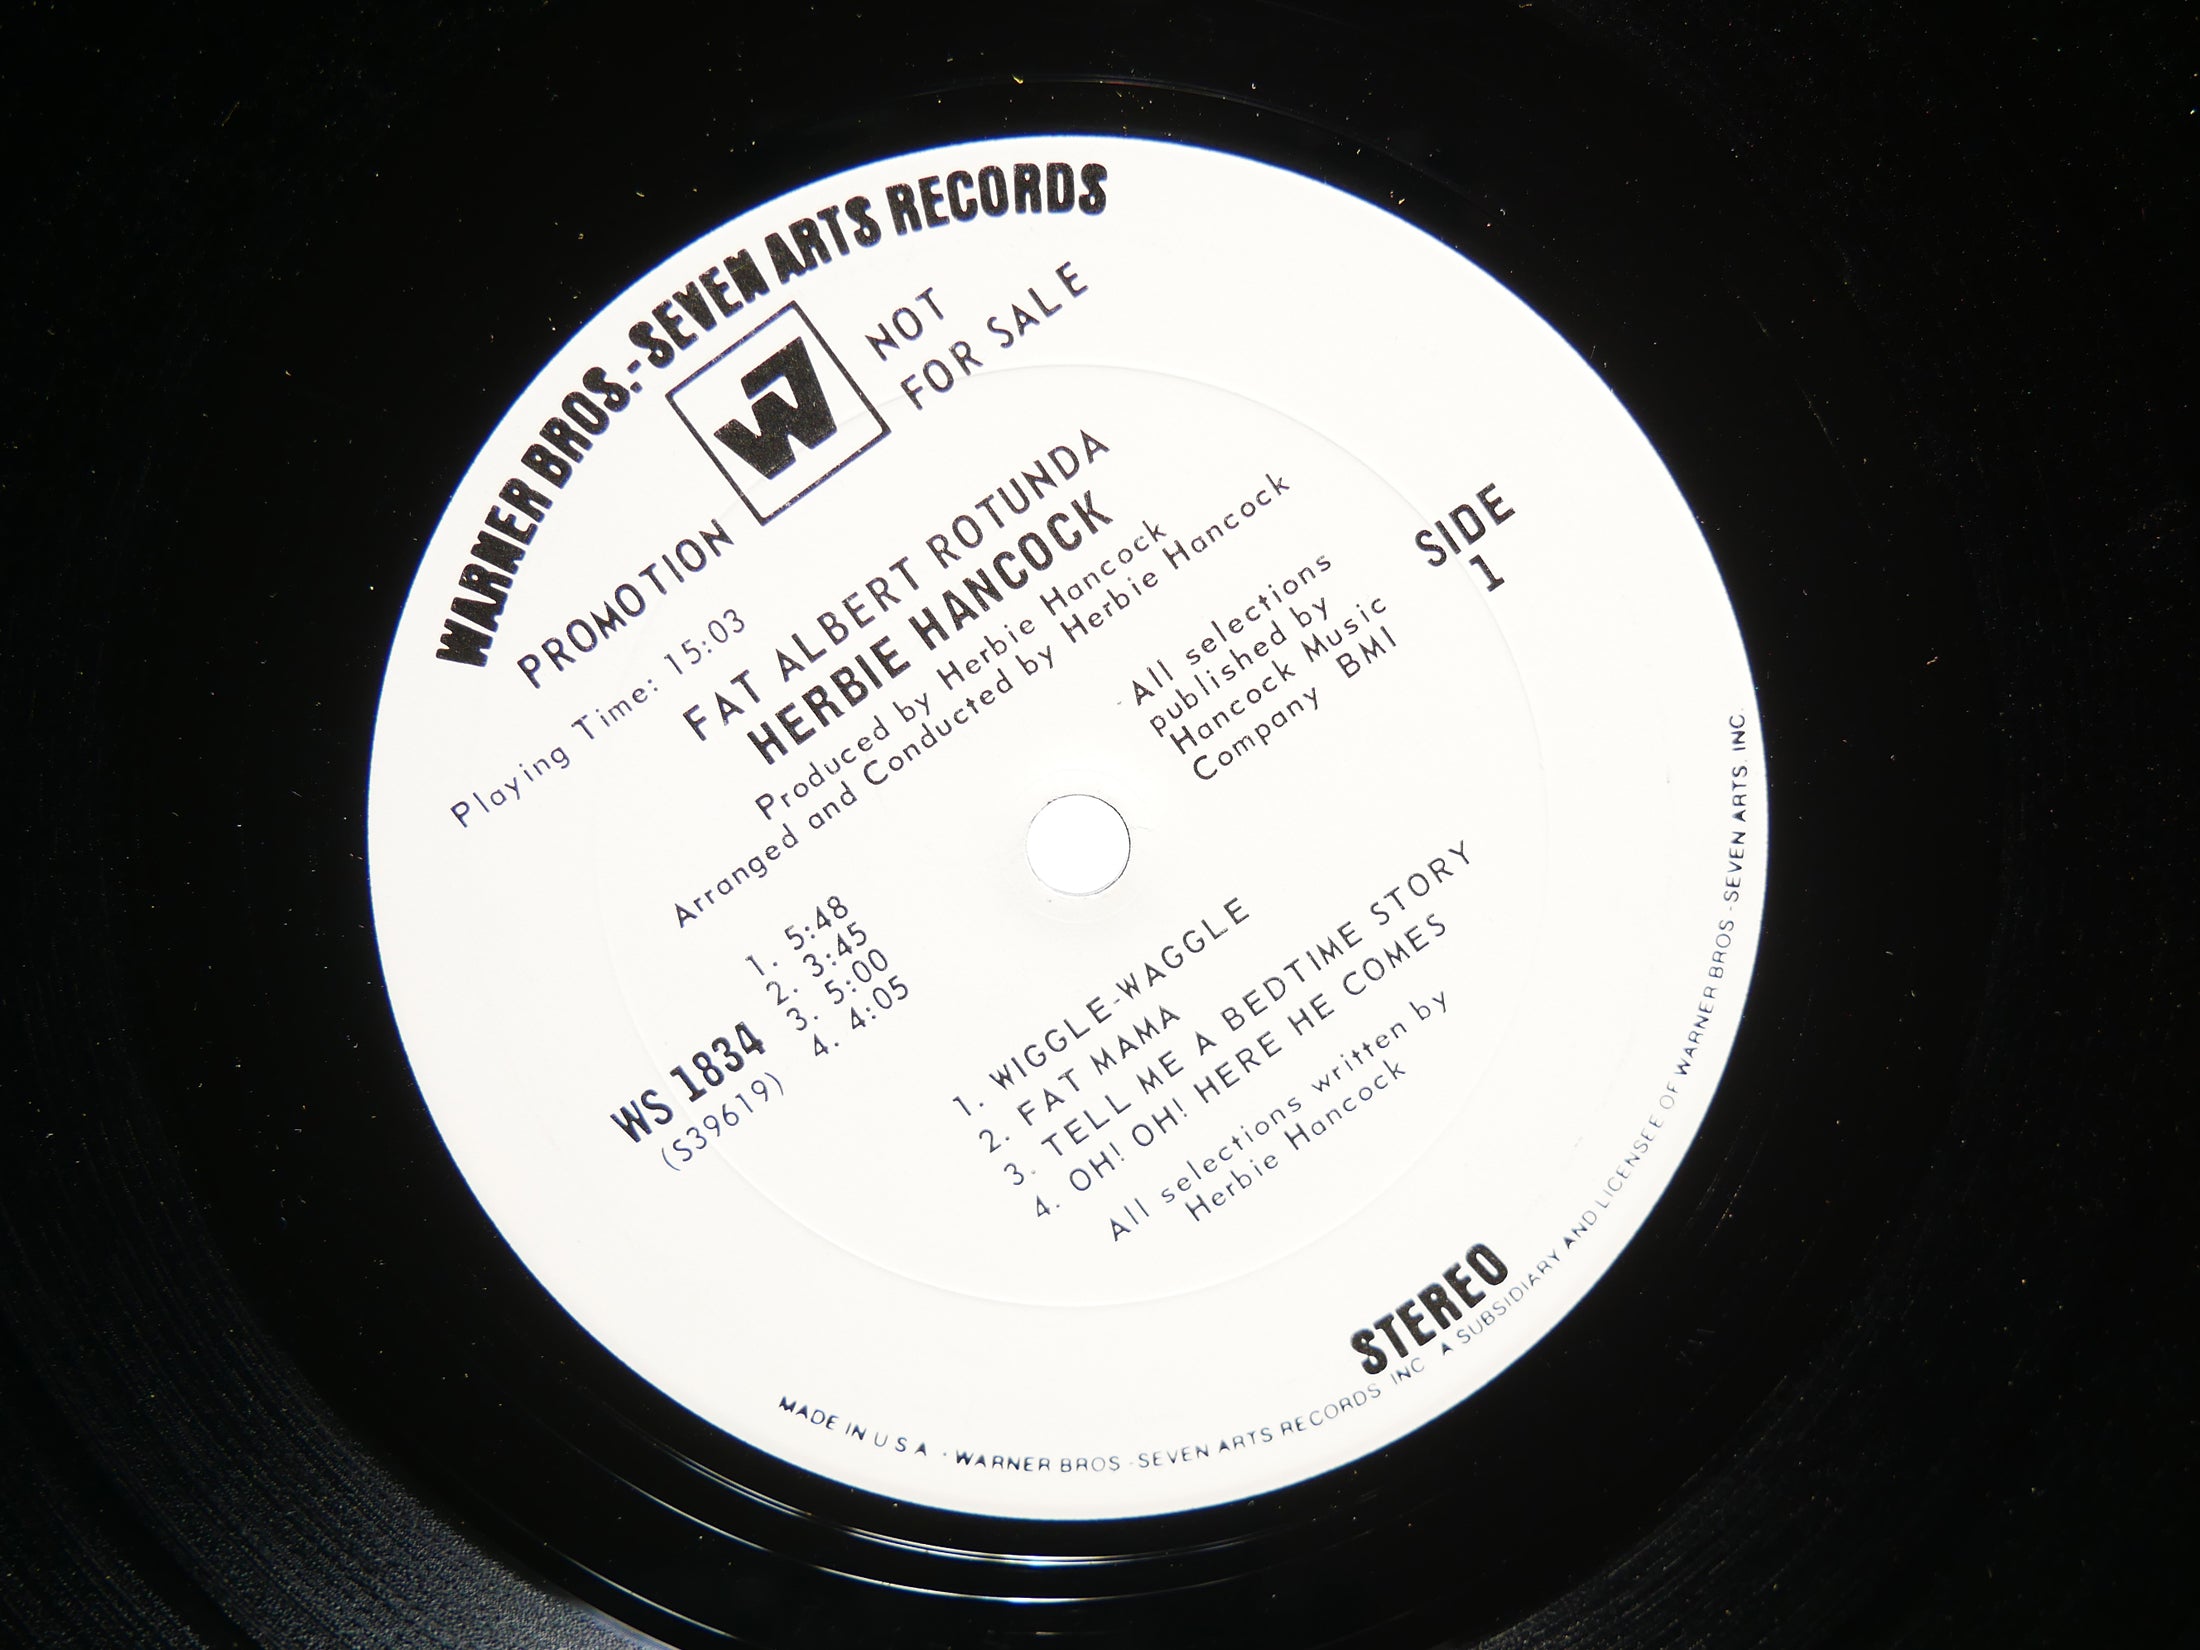 WARNER BROS.-SEVEN ARTS RECORDS
W7
PROMOTION
NOT
FOR SALE
Playing Time: 15:03
FAT ALBERT ROTUNDA
HERBIE HANCOCK
Produced by Herbie Hancock
Arranged and Conducted by Herbie Hancock
SIDE
1
All selections
published by
Hancock Music
Company BMI
1. 5:48
2. 3:45
3. 5:00
4. 4:05
WS 1834
(S39619)
1. WIGGLE-WAGGLE
2. FAT MAMA
3. TELL ME A BEDTIME STORY
4. OH! OH! HERE HE COMES
All selections written by
Herbie Hancock
STEREO
MADE IN U S A · WARNER BROS -SEVEN ARTS RECORDS INC A SUBSIDIARY AND LICENSEE OF WARNER BROS -SEVEN ARTS, INC.